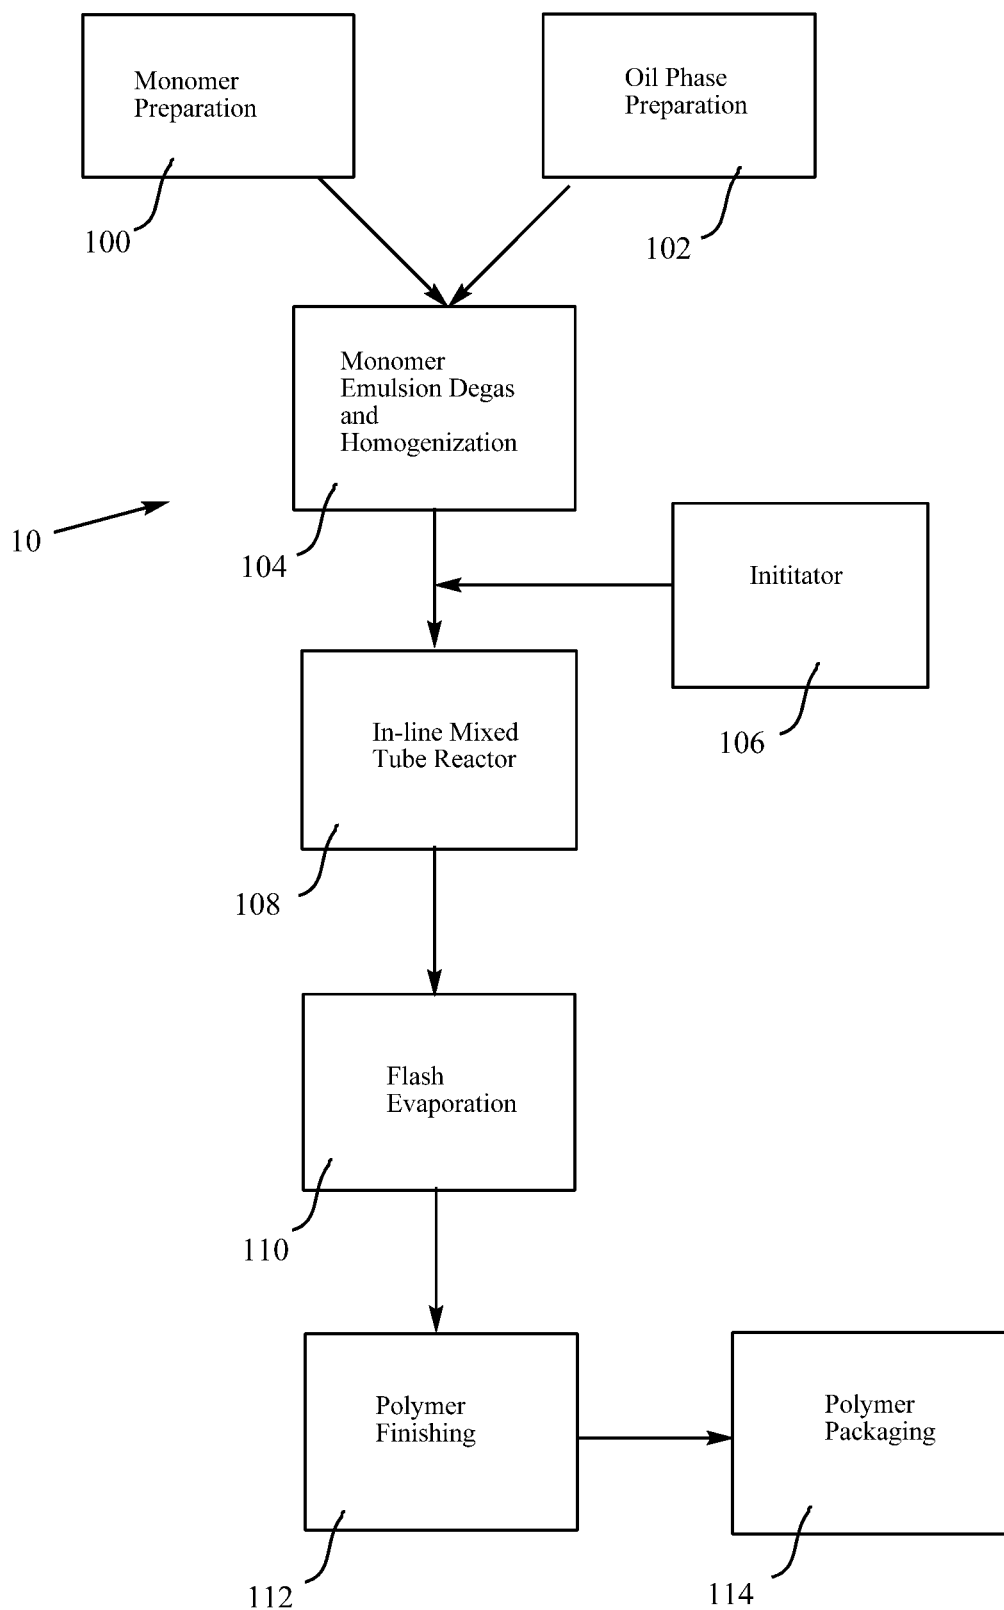 Monomer
Preparation
100
Oil Phase
Preparation
102
Monomer
Emulsion Degas
and
Homogenization
104
10
Inititator
106
In-line Mixed
Tube Reactor
108
Flash
Evaporation
110
Polymer
Finishing
112
Polymer
Packaging
114